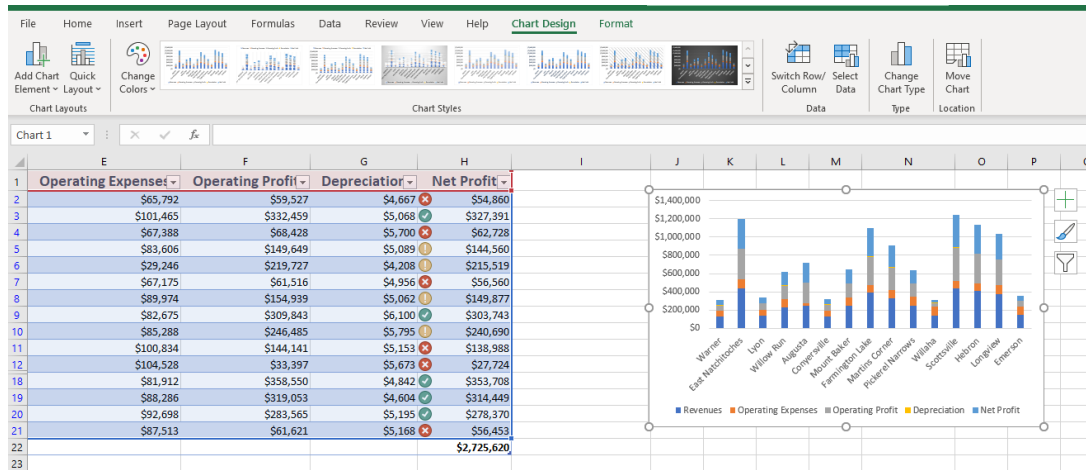 File Home Insert Page Layout Formulas Data Review View Help Chart Design Format
Add Chart Element
Quick Layout
Change Colors
Switch Row/ Column
Select Data
Change Chart Type
Move Chart
Chart Layouts Chart Styles Data Type Location
Chart 1 fx
E F G H I J K L M N O P
1 Operating Expenses Operating Profit Depreciation Net Profit
2 $65,792 $59,527 $4,667 $54,860
3 $101,465 $332,459 $5,068 $327,391
4 $67,388 $68,428 $5,700 $62,728
5 $83,606 $149,649 $5,089 $144,560
6 $29,246 $219,727 $4,208 $215,519
7 $67,175 $61,516 $4,956 $56,560
8 $89,974 $154,939 $5,062 $149,877
9 $82,675 $309,843 $6,100 $303,743
10 $85,288 $246,485 $5,795 $240,690
11 $100,834 $144,141 $5,153 $138,988
12 $104,528 $33,397 $5,673 $27,724
18 $81,912 $358,550 $4,842 $353,708
19 $88,286 $319,053 $4,604 $314,449
20 $92,698 $283,565 $5,195 $278,370
21 $87,513 $61,621 $5,168 $56,453
22 $2,725,620
23
$1,400,000
$1,200,000
$1,000,000
$800,000
$600,000
$400,000
$200,000
$0
Warner
East Natchitoches
Lyon
Willow Run
Augusta
Conyersville
Mount Baker
Farmington Lake
Martins Corner
Pickerel Narrows
Willaha
Scottsville
Hebron
Longview
Emerson
Revenues Operating Expenses Operating Profit Depreciation Net Profit